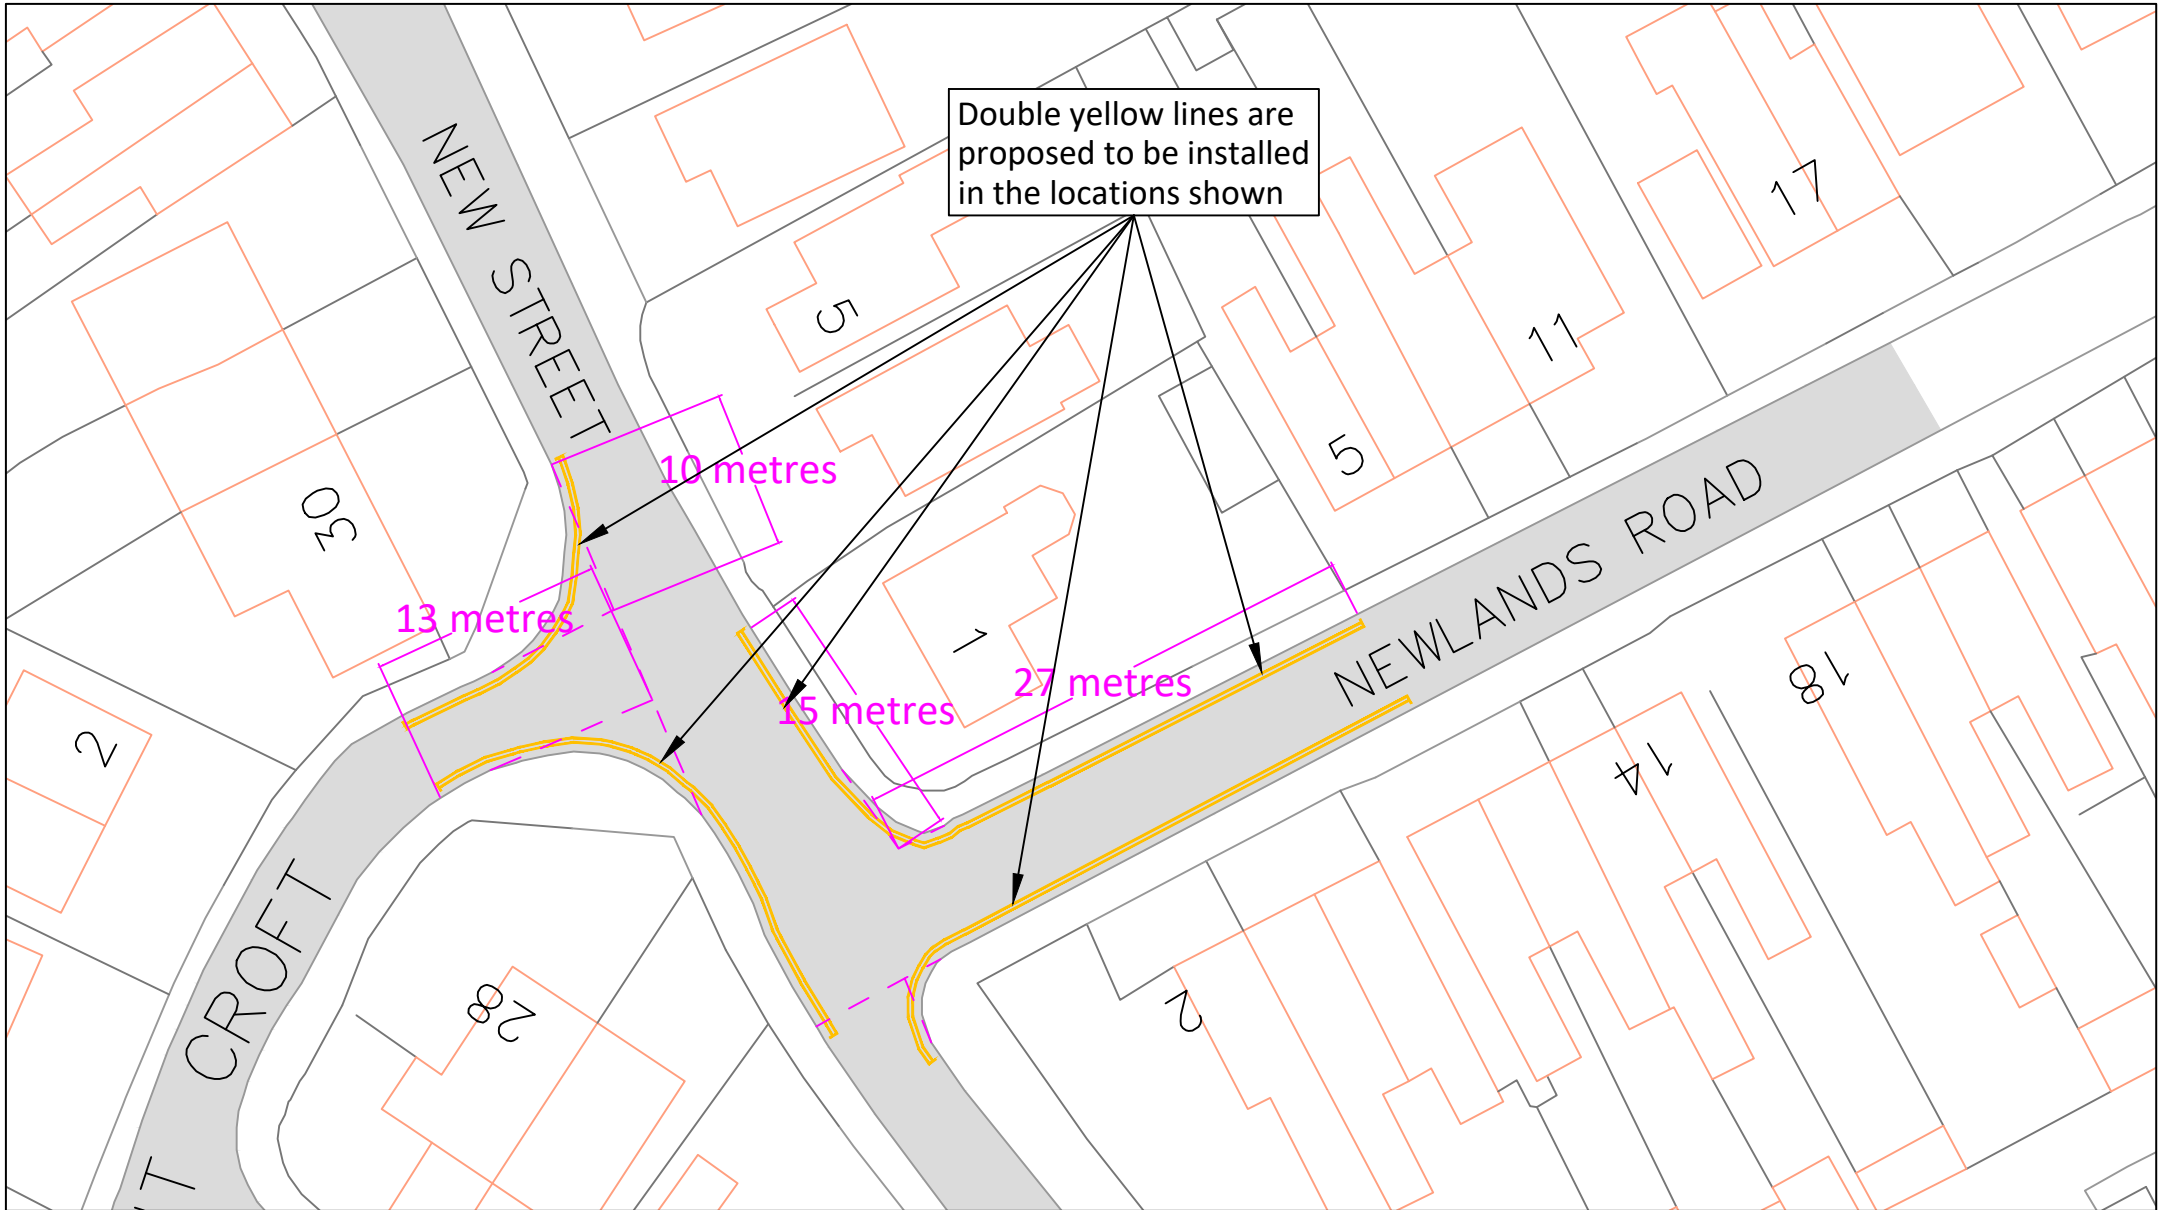 Double yellow lines are
proposed to be installed
in the locations shown
NEW STREET
17
5
11
5
10 metres
30
NEWLANDS ROAD
13 metres
1
27 metres
15 metres
18
2
14
CROFT
28
2
T